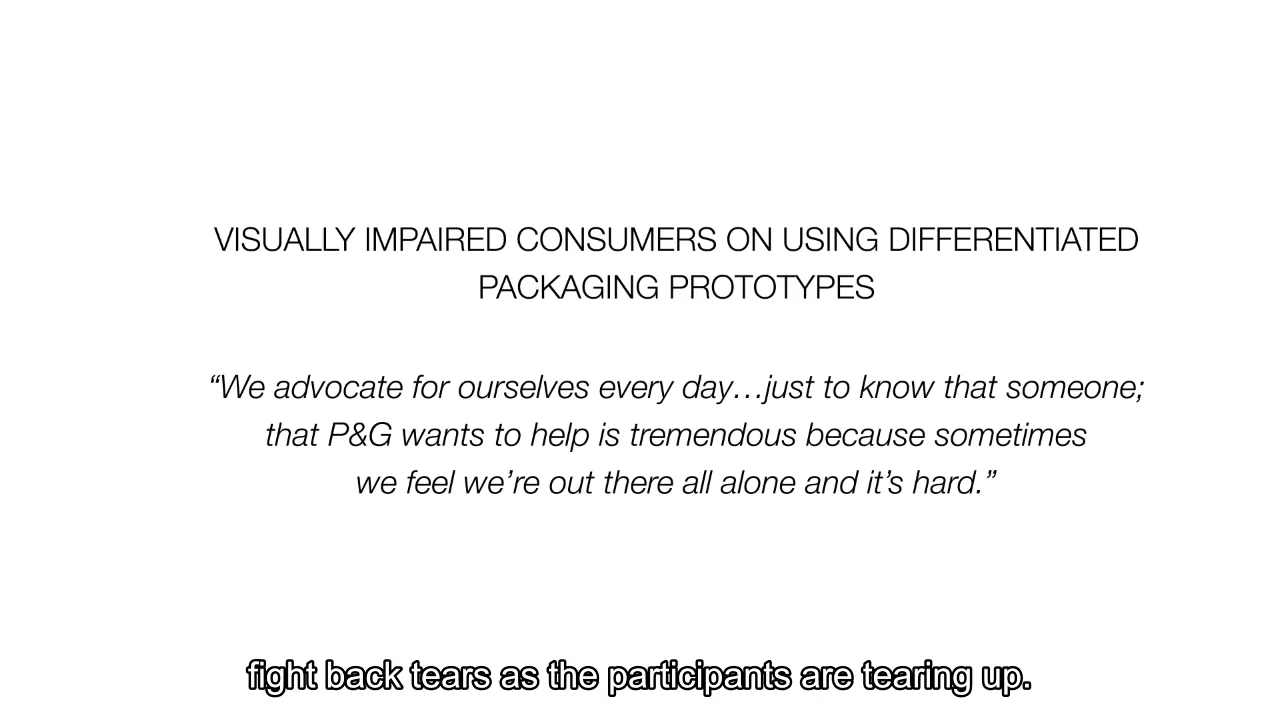 VISUALLY IMPAIRED CONSUMERS ON USING DIFFERENTIATED
PACKAGING PROTOTYPES
“We advocate for ourselves every day…just to know that someone;
that P&G wants to help is tremendous because sometimes
we feel we’re out there all alone and it’s hard.”
fight back tears as the participants are tearing up.